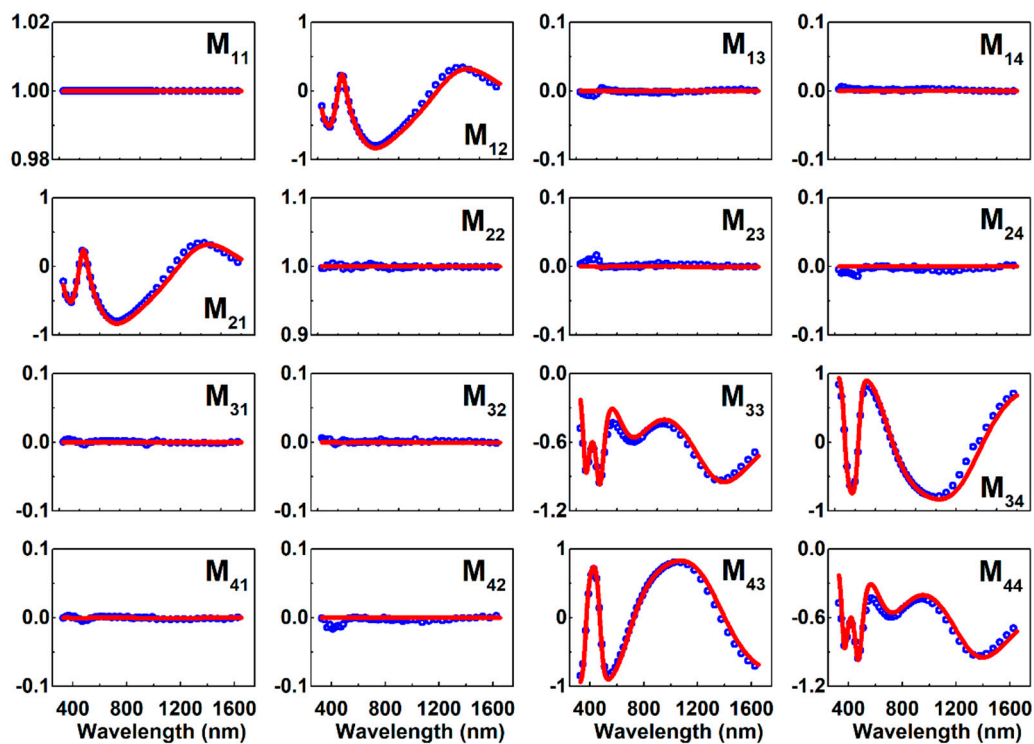 1.02 1.00 0.98 M11
1 0 -1 M12
0.1 0.0 -0.1 M13
0.1 0.0 -0.1 M14
1 0 -1 M21
1.1 1.0 0.9 M22
0.1 0.0 -0.1 M23
0.1 0.0 -0.1 M24
0.1 0.0 -0.1 M31
0.1 0.0 -0.1 M32
0.0 -0.6 -1.2 M33
1 0 -1 M34
0.1 0.0 -0.1 M41
0.1 0.0 -0.1 M42
1 0 -1 M43
0.0 -0.6 -1.2 M44
400 800 1200 1600 400 800 1200 1600 400 800 1200 1600 400 800 1200 1600
Wavelength (nm) Wavelength (nm) Wavelength (nm) Wavelength (nm)